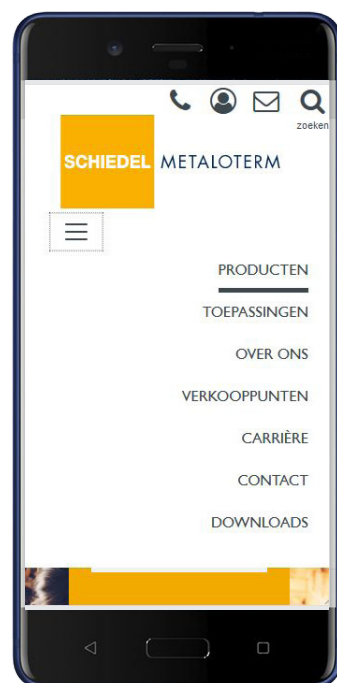 zoeken
SCHIEDEL METALOTERM
PRODUCTEN
TOEPASSINGEN
OVER ONS
VERKOOPPUNTEN
CARRIÈRE
CONTACT
DOWNLOADS